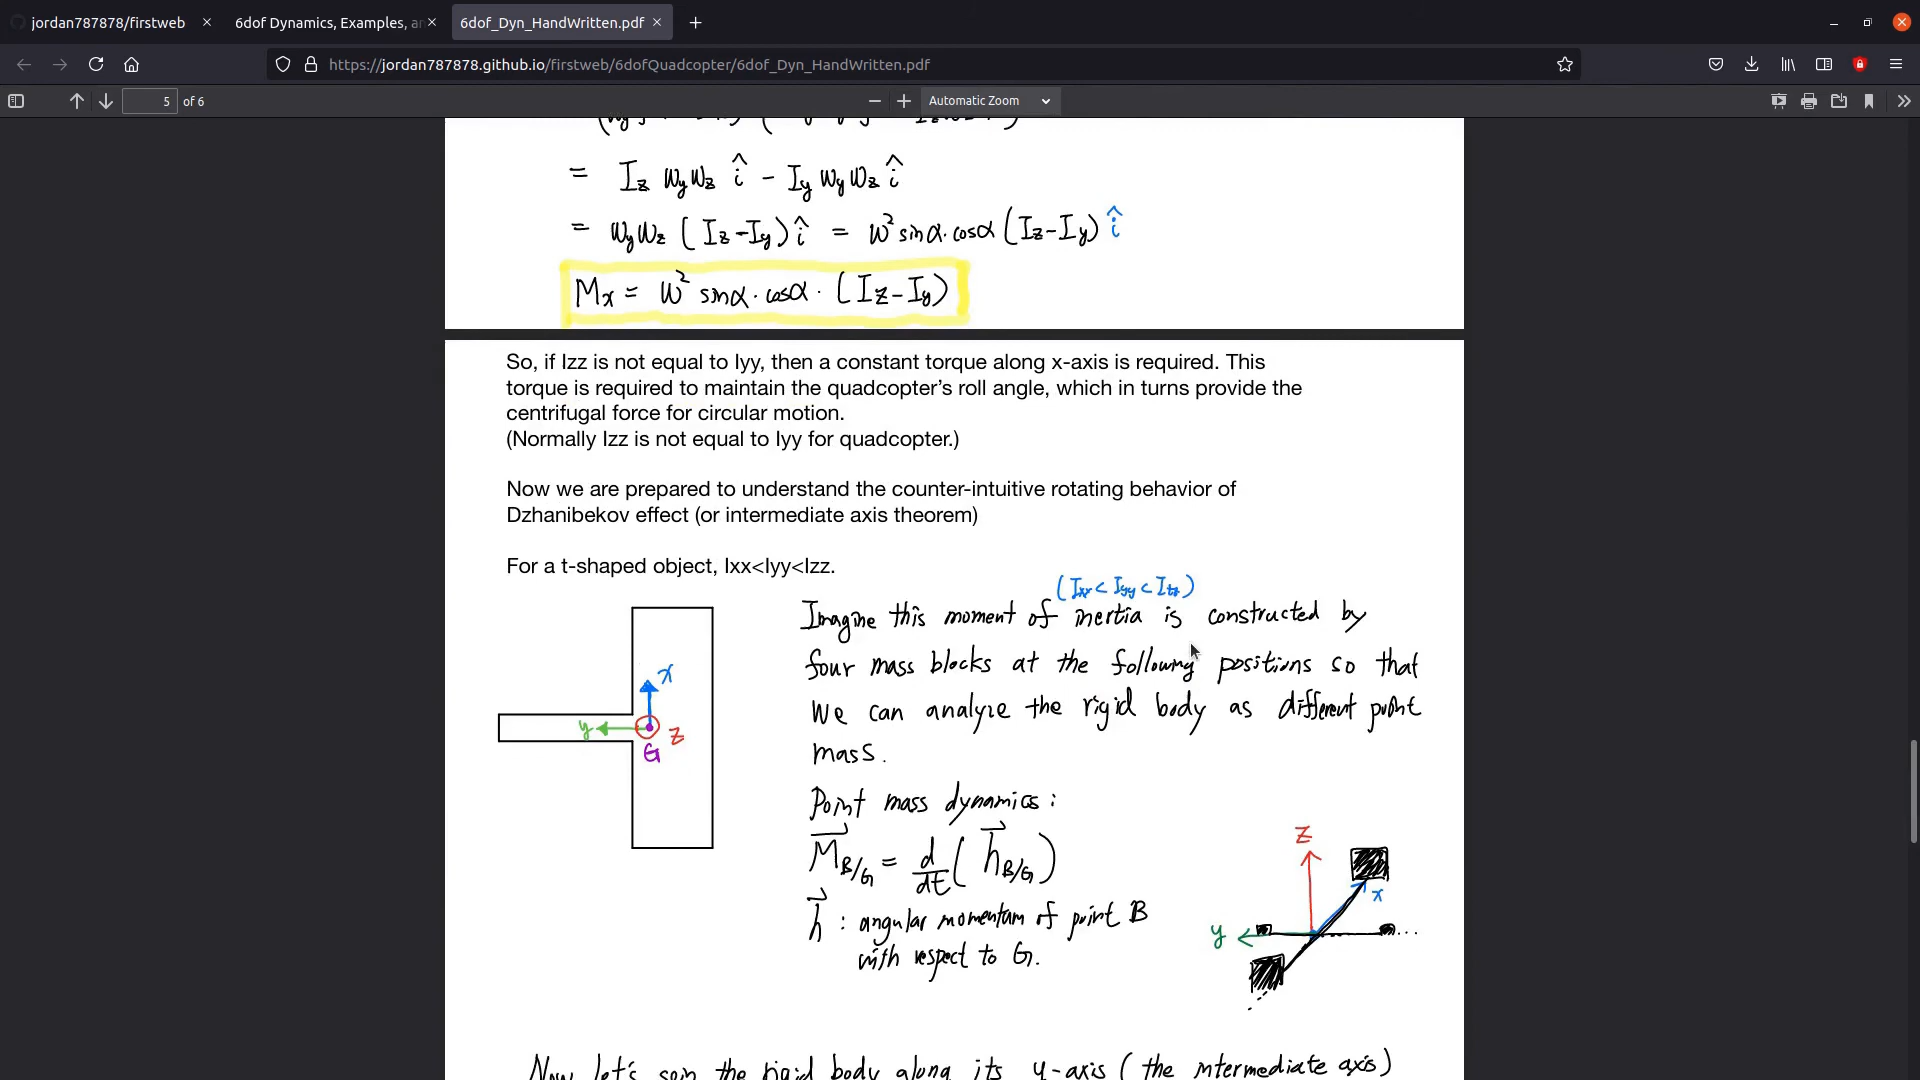 jordan787878/firstweb
6dof Dynamics, Examples, a
6dof_Dyn_HandWritten.pdf
https://jordan787878.github.io/firstweb/6dofQuadcopter/6dof_Dyn_HandWritten.pdf
5 of 6
Automatic Zoom
= Iz ωyωz î - Iy ωyωz î
= ωyωz (Iz-Iy) î = ω² sinα·cosα (Iz-Iy) î
Mx = ω² sinα·cosα·(Iz-Iy)
So, if Izz is not equal to Iyy, then a constant torque along x-axis is required. This
torque is required to maintain the quadcopter's roll angle, which in turns provide the
centrifugal force for circular motion.
(Normally Izz is not equal to Iyy for quadcopter.)
Now we are prepared to understand the counter-intuitive rotating behavior of
Dzhanibekov effect (or intermediate axis theorem)
For a t-shaped object, Ixx<Iyy<Izz.
(Ixx < Iyy < Izz)
Imagine this moment of inertia is constructed by
four mass blocks at the following positions so that
we can analyze the rigid body as different point
mass.
x
y
z
G
Point mass dynamics:
M⃗B/G = d/dt (h⃗B/G)
h⃗ : angular momentum of point B
with respect to G.
z
x
y
Now let's spin the rigid body along its y-axis (the intermediate axis)